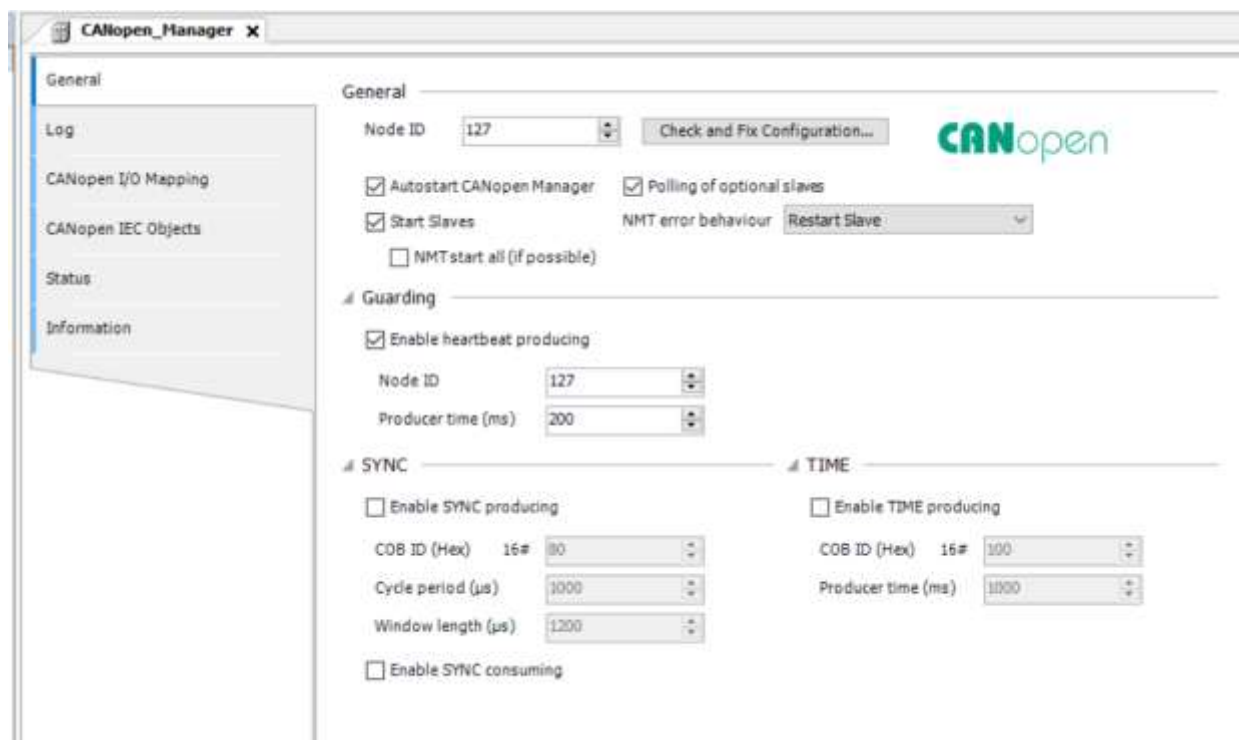 CANopen_Manager
General
Log
CANopen I/O Mapping
CANopen IEC Objects
Status
Information
General
Node ID 127 Check and Fix Configuration...
CANopen
Autostart CANopen Manager Polling of optional slaves
Start Slaves NMT error behaviour Restart Slave
NMT start all (if possible)
Guarding
Enable heartbeat producing
Node ID 127
Producer time (ms) 200
SYNC TIME
Enable SYNC producing Enable TIME producing
COB ID (Hex) 16# 80 COB ID (Hex) 16# 100
Cycle period (µs) 1000 Producer time (ms) 1000
Window length (µs) 1200
Enable SYNC consuming